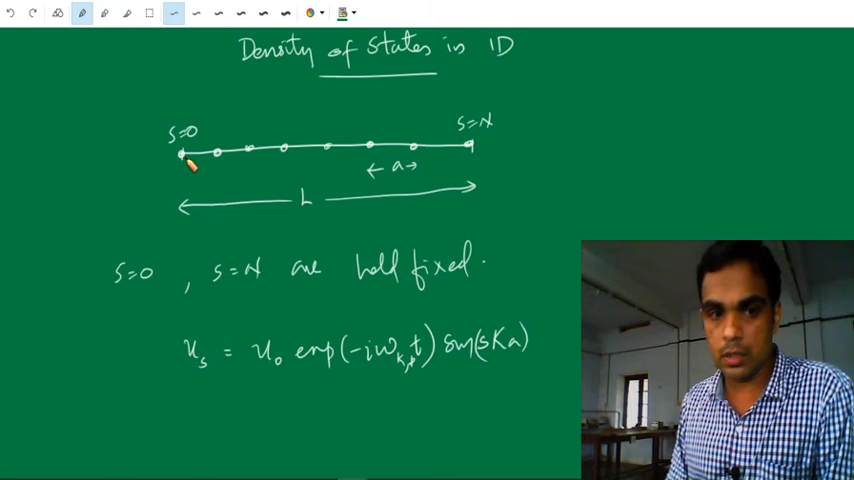 Density of States in 1D
S=0
S=N
a
L
S=0 , S=N are held fixed.
u_s = u_0 exp(-iω_{K,p}t) sin(sKa)